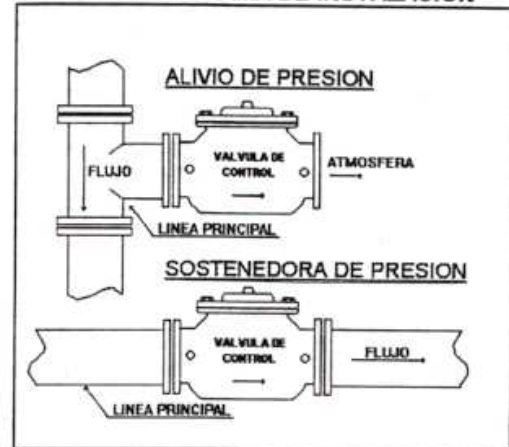 ALIVIO DE PRESION
VALVULA DE
CONTROL
FLUJO
ATMOSFERA
LINEA PRINCIPAL
SOSTENEDORA DE PRESION
VALVULA DE
CONTROL
FLUJO
LINEA PRINCIPAL